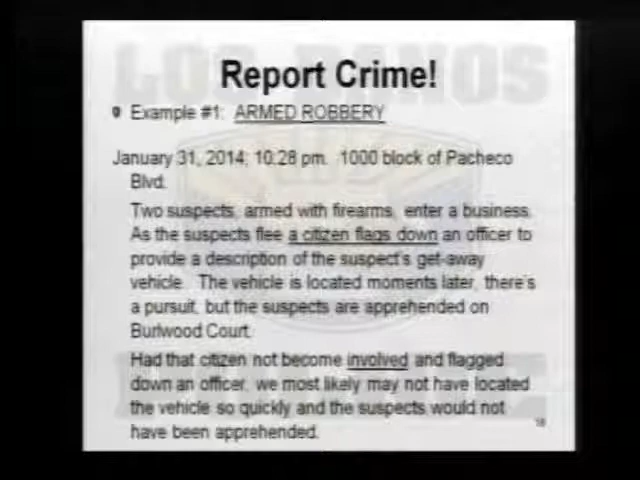 LOS BANOS
Report Crime!
Example #1: ARMED ROBBERY
January 31, 2014; 10:28 pm. 1000 block of Pacheco
Blvd.
Two suspects, armed with firearms, enter a business.
As the suspects flee a citizen flags down an officer to
provide a description of the suspect's get-away
vehicle. The vehicle is located moments later, there's
a pursuit, but the suspects are apprehended on
Burlwood Court.
Had that citizen not become involved and flagged
down an officer, we most likely may not have located
the vehicle so quickly and the suspects would not
have been apprehended.
18